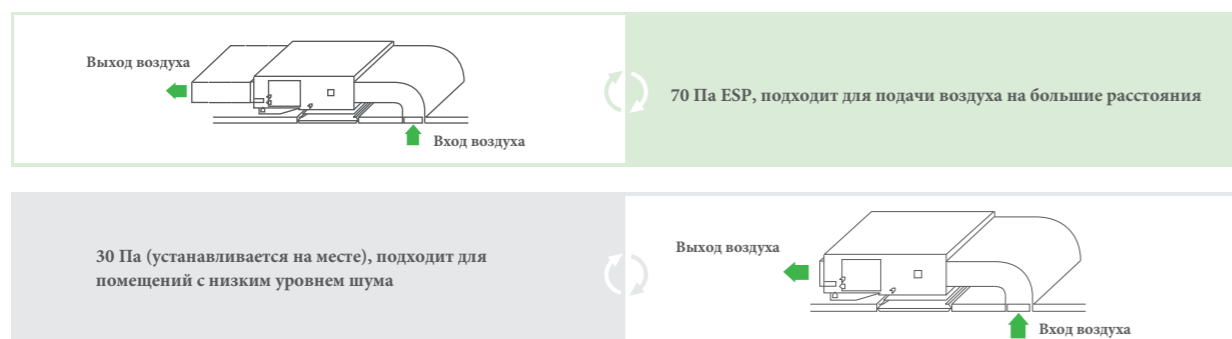 Выход воздуха
Вход воздуха
70 Па ESP, подходит для подачи воздуха на большие расстояния
30 Па (устанавливается на месте), подходит для
помещений с низким уровнем шума
Выход воздуха
Вход воздуха